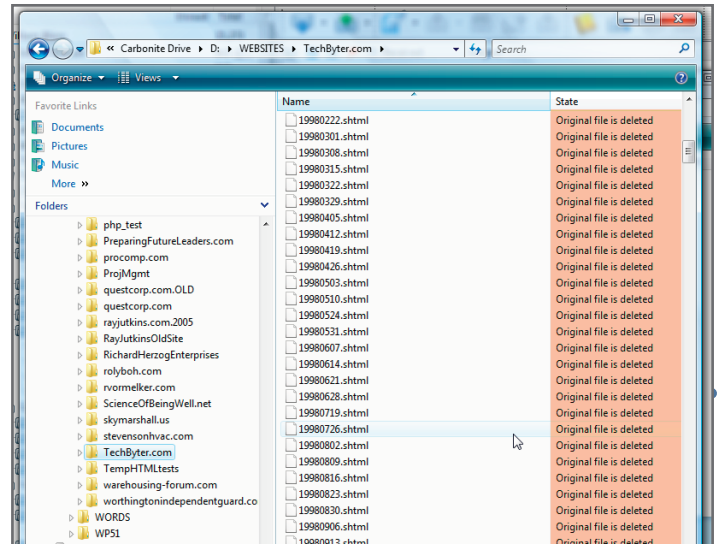 « Carbonite Drive ▸ D: ▸ WEBSITES ▸ TechByter.com ▸
Search
Organize
Views
Favorite Links
Documents
Pictures
Music
More »
Folders
php_test
PreparingFutureLeaders.com
procomp.com
ProjMgmt
questcorp.com.OLD
questcorp.com
rayjutkins.com.2005
RayJutkinsOldSite
RichardHerzogEnterprises
rolyboh.com
rvormelker.com
ScienceOfBeingWell.net
skymarshall.us
stevensonhvac.com
TechByter.com
TempHTMLtests
warehousing-forum.com
worthingtonindependentguard.co
WORDS
WP51
Name State
19980222.shtml Original file is deleted
19980301.shtml Original file is deleted
19980308.shtml Original file is deleted
19980315.shtml Original file is deleted
19980322.shtml Original file is deleted
19980329.shtml Original file is deleted
19980405.shtml Original file is deleted
19980412.shtml Original file is deleted
19980419.shtml Original file is deleted
19980426.shtml Original file is deleted
19980503.shtml Original file is deleted
19980510.shtml Original file is deleted
19980524.shtml Original file is deleted
19980531.shtml Original file is deleted
19980607.shtml Original file is deleted
19980614.shtml Original file is deleted
19980621.shtml Original file is deleted
19980628.shtml Original file is deleted
19980719.shtml Original file is deleted
19980726.shtml Original file is deleted
19980802.shtml Original file is deleted
19980809.shtml Original file is deleted
19980816.shtml Original file is deleted
19980823.shtml Original file is deleted
19980830.shtml Original file is deleted
19980906.shtml Original file is deleted
19980913.shtml Original file is deleted